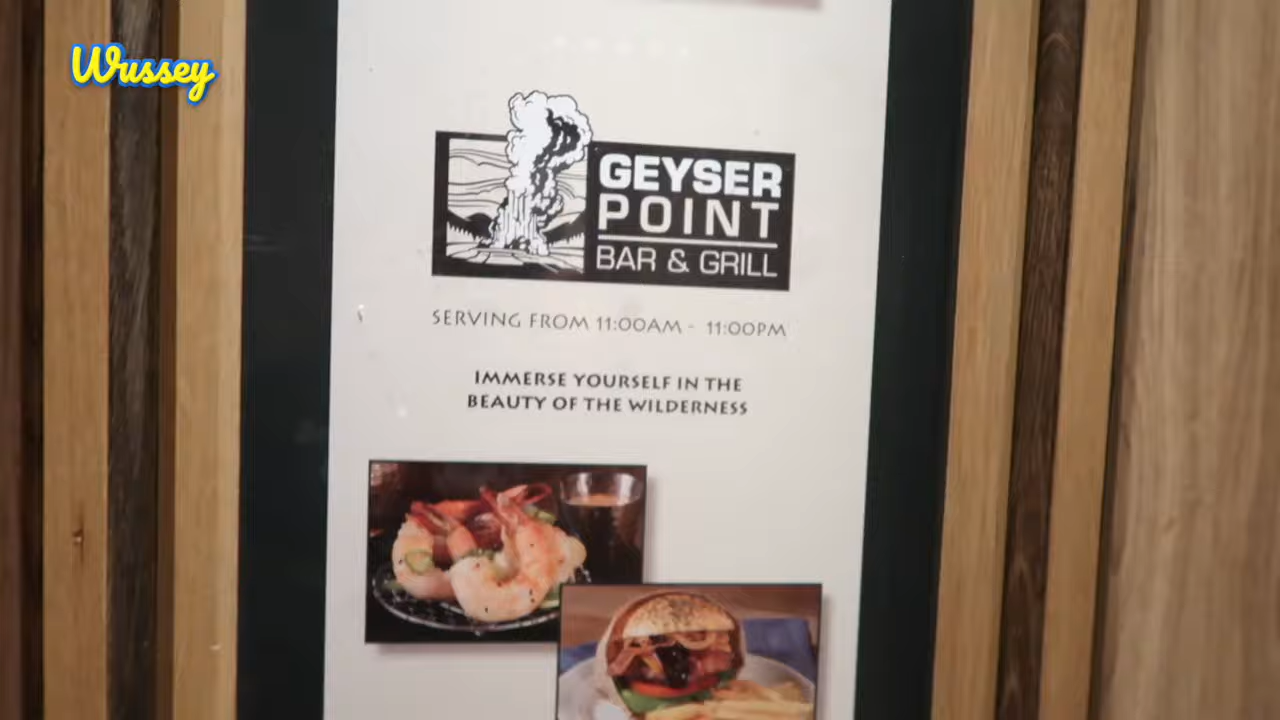 Wussey
GEYSER
POINT
BAR & GRILL
SERVING FROM 11:00AM - 11:00PM
IMMERSE YOURSELF IN THE
BEAUTY OF THE WILDERNESS